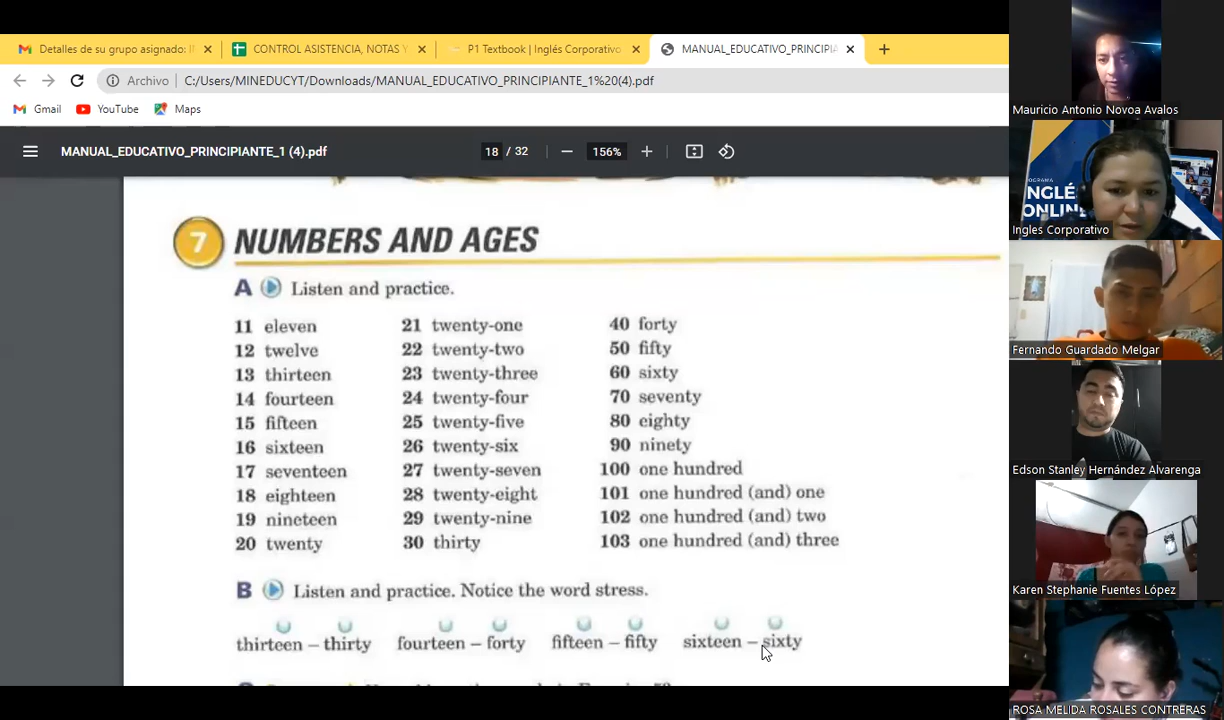 Detalles de su grupo asignado: I
CONTROL ASISTENCIA, NOTAS Y
P1 Textbook | Inglés Corporativo
MANUAL_EDUCATIVO_PRINCIPIA
Archivo C:/Users/MINEDUCYT/Downloads/MANUAL_EDUCATIVO_PRINCIPIANTE_1%20(4).pdf
Gmail YouTube Maps
MANUAL_EDUCATIVO_PRINCIPIANTE_1 (4).pdf 18 / 32 156%
7 NUMBERS AND AGES
A Listen and practice.
11 eleven 21 twenty-one 40 forty
12 twelve 22 twenty-two 50 fifty
13 thirteen 23 twenty-three 60 sixty
14 fourteen 24 twenty-four 70 seventy
15 fifteen 25 twenty-five 80 eighty
16 sixteen 26 twenty-six 90 ninety
17 seventeen 27 twenty-seven 100 one hundred
18 eighteen 28 twenty-eight 101 one hundred (and) one
19 nineteen 29 twenty-nine 102 one hundred (and) two
20 twenty 30 thirty 103 one hundred (and) three
B Listen and practice. Notice the word stress.
thirteen – thirty fourteen – forty fifteen – fifty sixteen – sixty
Mauricio Antonio Novoa Avalos
INGLÉ
ONLINE
Ingles Corporativo
Fernando Guardado Melgar
Edson Stanley Hernández Alvarenga
Karen Stephanie Fuentes López
ROSA MELIDA ROSALES CONTRERAS